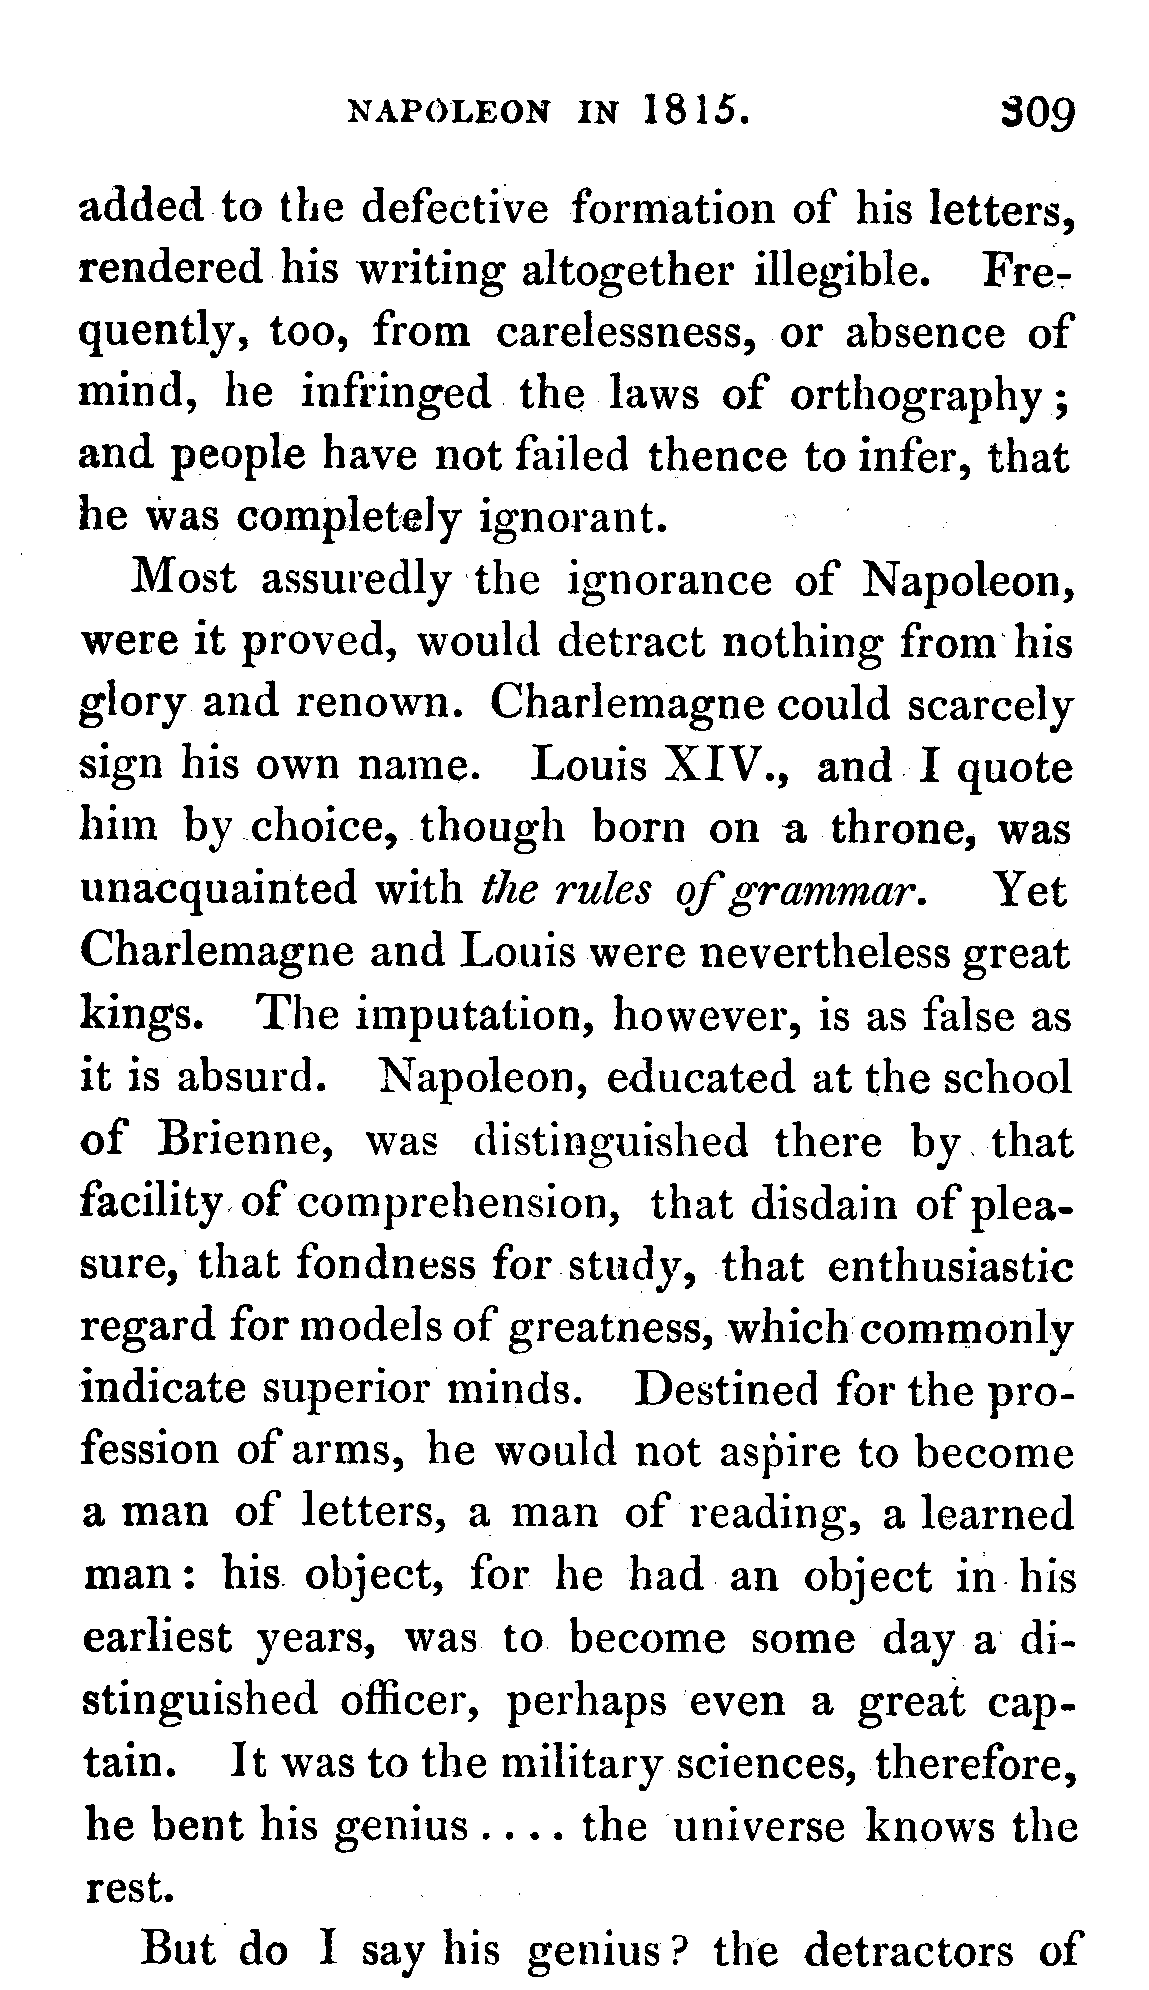 NAPOLEON IN 1815. 309
added to the defective formation of his letters,
rendered his writing altogether illegible. Fre-
quently, too, from carelessness, or absence of
mind, he infringed the laws of orthography;
and people have not failed thence to infer, that
he was completely ignorant.
Most assuredly the ignorance of Napoleon,
were it proved, would detract nothing from his
glory and renown. Charlemagne could scarcely
sign his own name. Louis XIV., and I quote
him by choice, though born on a throne, was
unacquainted with the rules of grammar. Yet
Charlemagne and Louis were nevertheless great
kings. The imputation, however, is as false as
it is absurd. Napoleon, educated at the school
of Brienne, was distinguished there by that
facility of comprehension, that disdain of plea-
sure, that fondness for study, that enthusiastic
regard for models of greatness, which commonly
indicate superior minds. Destined for the pro-
fession of arms, he would not aspire to become
a man of letters, a man of reading, a learned
man: his object, for he had an object in his
earliest years, was to become some day a di-
stinguished officer, perhaps even a great cap-
tain. It was to the military sciences, therefore,
he bent his genius .... the universe knows the
rest.
But do I say his genius? the detractors of